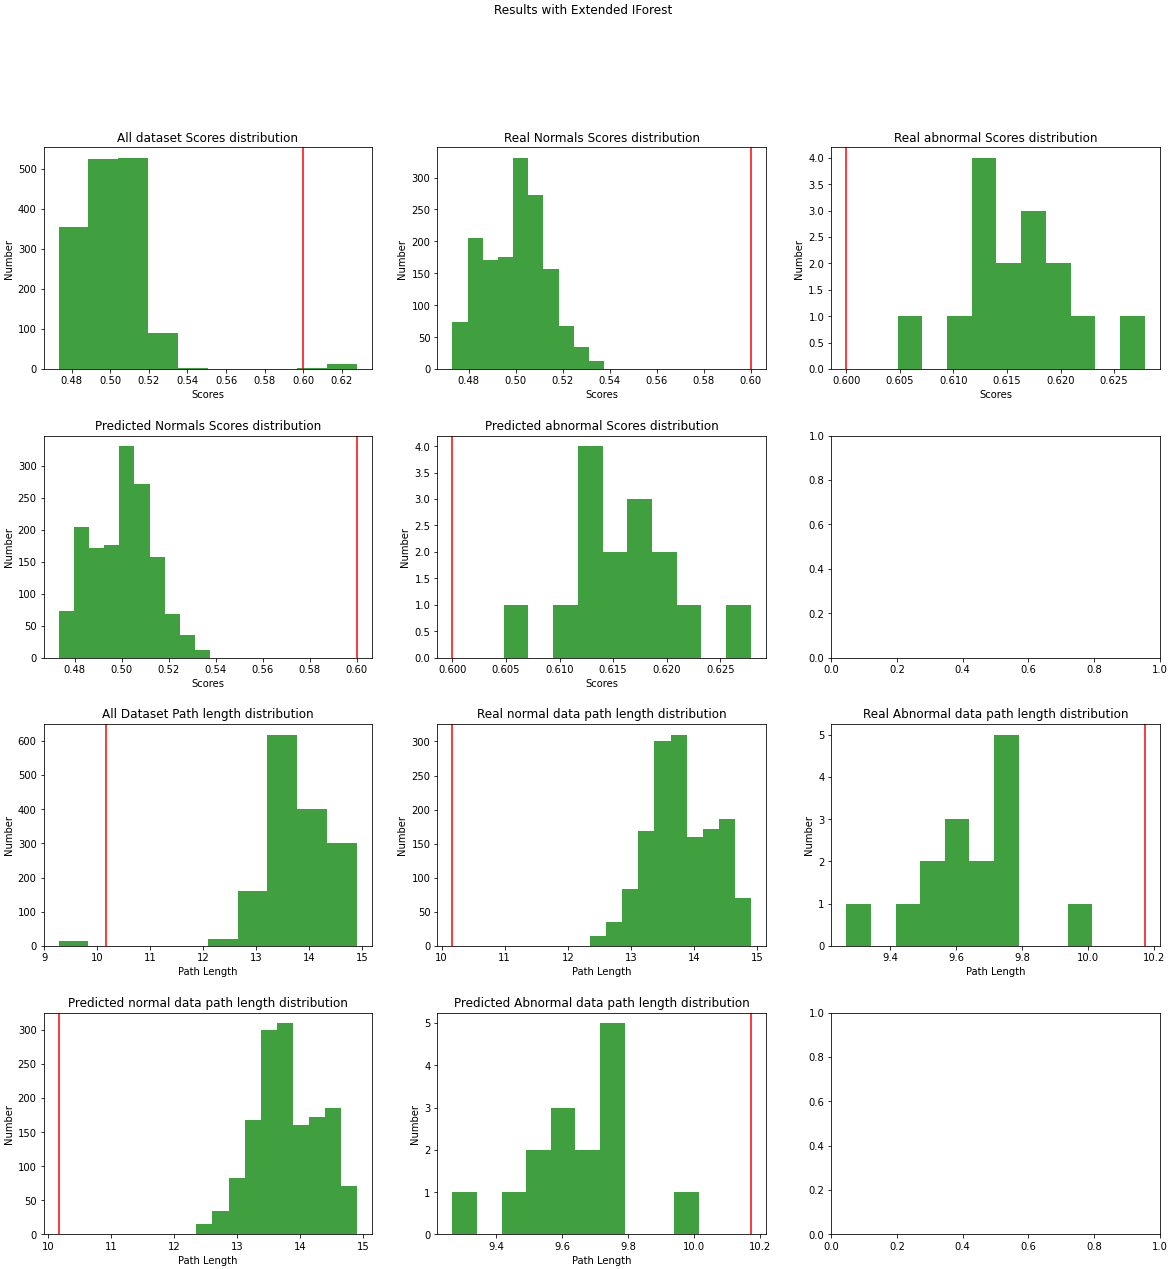 Results with Extended IForest
All dataset Scores distribution
500
400
300
200
100
0
0.48 0.50 0.52 0.54 0.56 0.58 0.60 0.62
Number
Scores
Real Normals Scores distribution
300
250
200
150
100
50
0
0.48 0.50 0.52 0.54 0.56 0.58 0.60
Number
Scores
Real abnormal Scores distribution
4.0
3.5
3.0
2.5
2.0
1.5
1.0
0.5
0.0
0.600 0.605 0.610 0.615 0.620 0.625
Number
Scores
Predicted Normals Scores distribution
300
250
200
150
100
50
0
0.48 0.50 0.52 0.54 0.56 0.58 0.60
Number
Scores
Predicted abnormal Scores distribution
4.0
3.5
3.0
2.5
2.0
1.5
1.0
0.5
0.0
0.600 0.605 0.610 0.615 0.620 0.625
Number
Scores
1.0
0.8
0.6
0.4
0.2
0.0
0.0 0.2 0.4 0.6 0.8 1.0
All Dataset Path length distribution
600
500
400
300
200
100
0
9 10 11 12 13 14 15
Number
Path Length
Real normal data path length distribution
300
250
200
150
100
50
0
10 11 12 13 14 15
Number
Path Length
Real Abnormal data path length distribution
5
4
3
2
1
0
9.4 9.6 9.8 10.0 10.2
Number
Path Length
Predicted normal data path length distribution
300
250
200
150
100
50
0
10 11 12 13 14 15
Number
Path Length
Predicted Abnormal data path length distribution
5
4
3
2
1
0
9.4 9.6 9.8 10.0 10.2
Number
Path Length
1.0
0.8
0.6
0.4
0.2
0.0
0.0 0.2 0.4 0.6 0.8 1.0